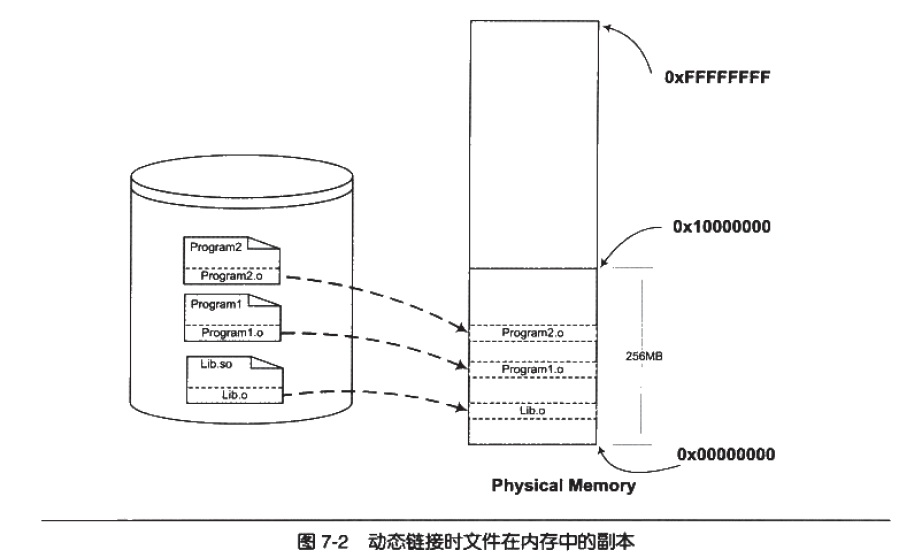 0xFFFFFFFF
0x10000000
Program2
Program2.o
Program1
Program1.o
Lib.so
Lib.o
Program2.o
Program1.o
Lib.o
256MB
0x00000000
Physical Memory
图 7-2 动态链接时文件在内存中的副本